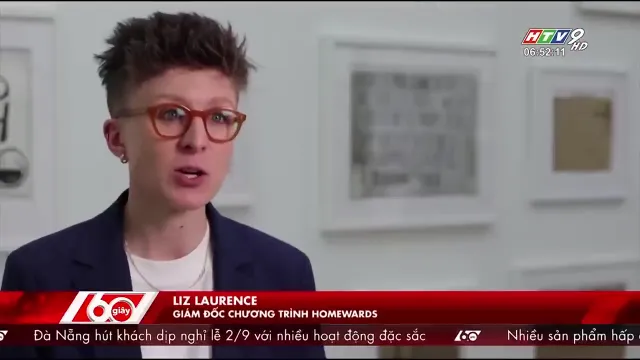 HTV9 HD
06:52:11
60 giây
LIZ LAURENCE
GIÁM ĐỐC CHƯƠNG TRÌNH HOMEWARDS
Đà Nẵng hút khách dịp nghỉ lễ 2/9 với nhiều hoạt động đặc sắc 60 Nhiều sản phẩm hấp